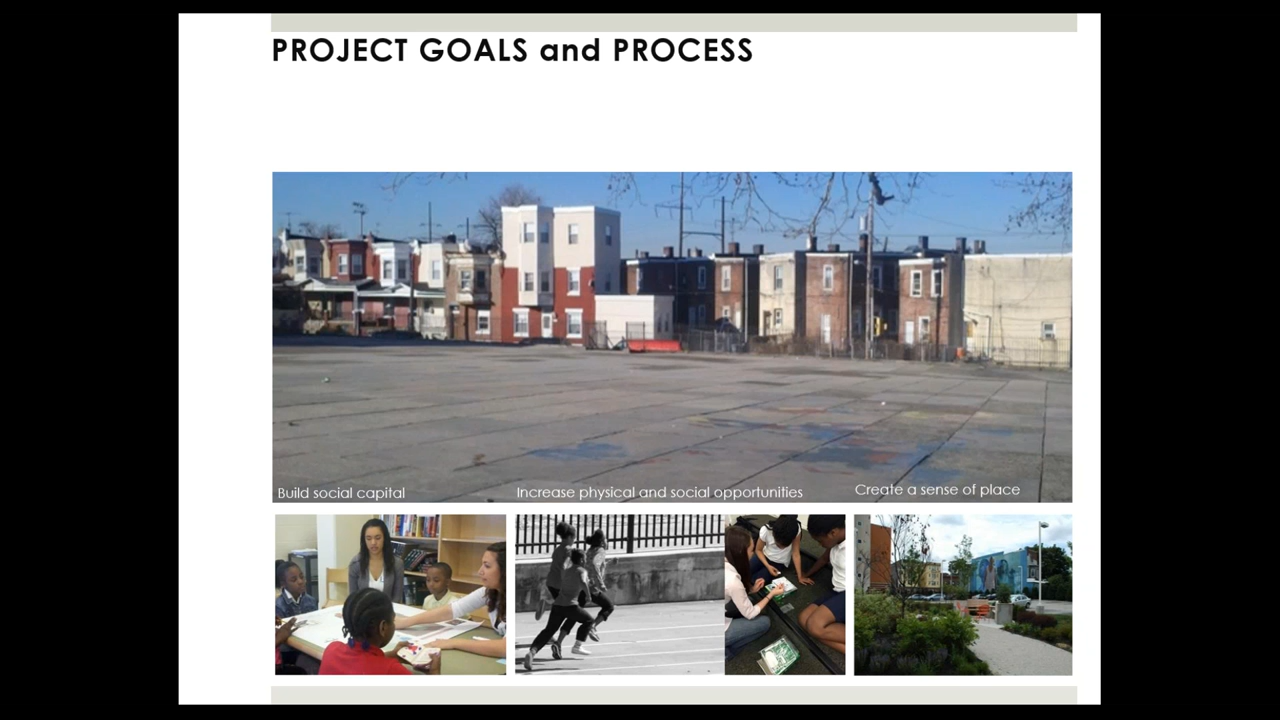 PROJECT GOALS and PROCESS
Build social capital
Increase physical and social opportunities
Create a sense of place